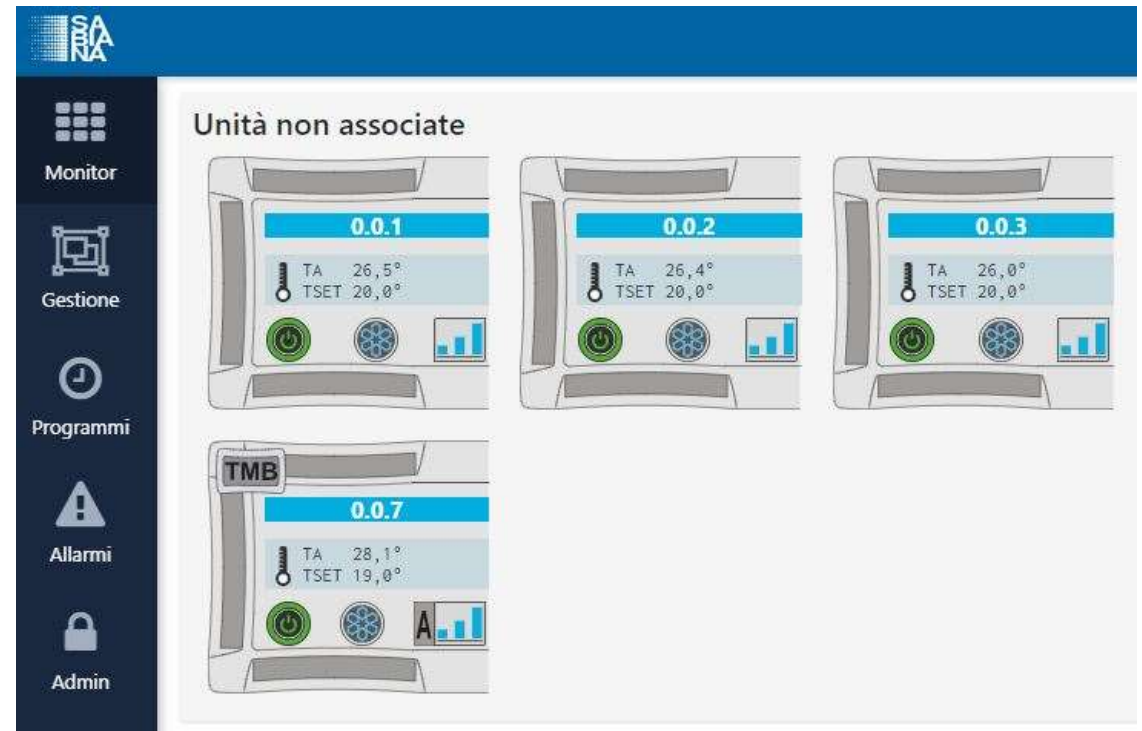 SA
BIA
NA
Monitor
Gestione
Programmi
Allarmi
Admin
Unità non associate
0.0.1
TA 26,5°
TSET 20,0°
0.0.2
TA 26,4°
TSET 20,0°
0.0.3
TA 26,0°
TSET 20,0°
TMB
0.0.7
TA 28,1°
TSET 19,0°
A